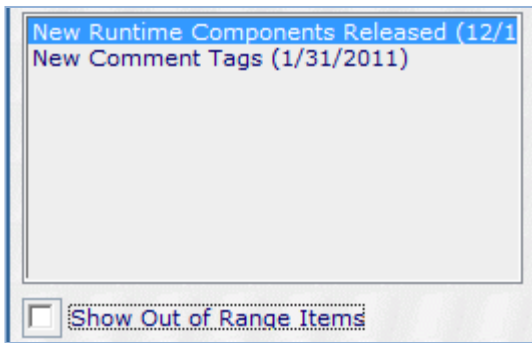 New Runtime Components Released (12/1
New Comment Tags (1/31/2011)
Show Out of Range Items